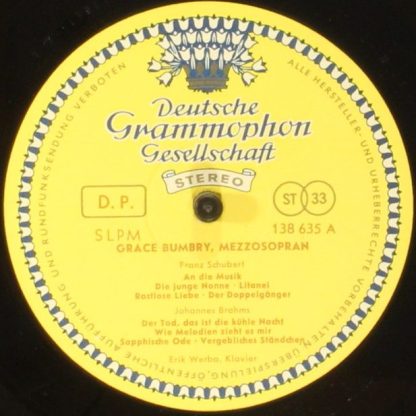 ALLE HERSTELLER- UND URHEBERRECHTE VORBEHALTEN
ÜBERSPIELUNG, ÖFFENTLICHE AUFFÜHRUNG UND RUNDFUNKSENDUNG VERBOTEN
Deutsche
Grammophon
Gesellschaft
STEREO
D. P.
ST 33
SLPM
138 635 A
GRACE BUMBRY, MEZZOSOPRAN
Franz Schubert
An die Musik
Die junge Nonne · Litanei
Rastlose Liebe · Der Doppelgänger
Johannes Brahms
Der Tod, das ist die kühle Nacht
Wie Melodien zieht es mir
Sapphische Ode · Vergebliches Ständchen
Erik Werba, Klavier